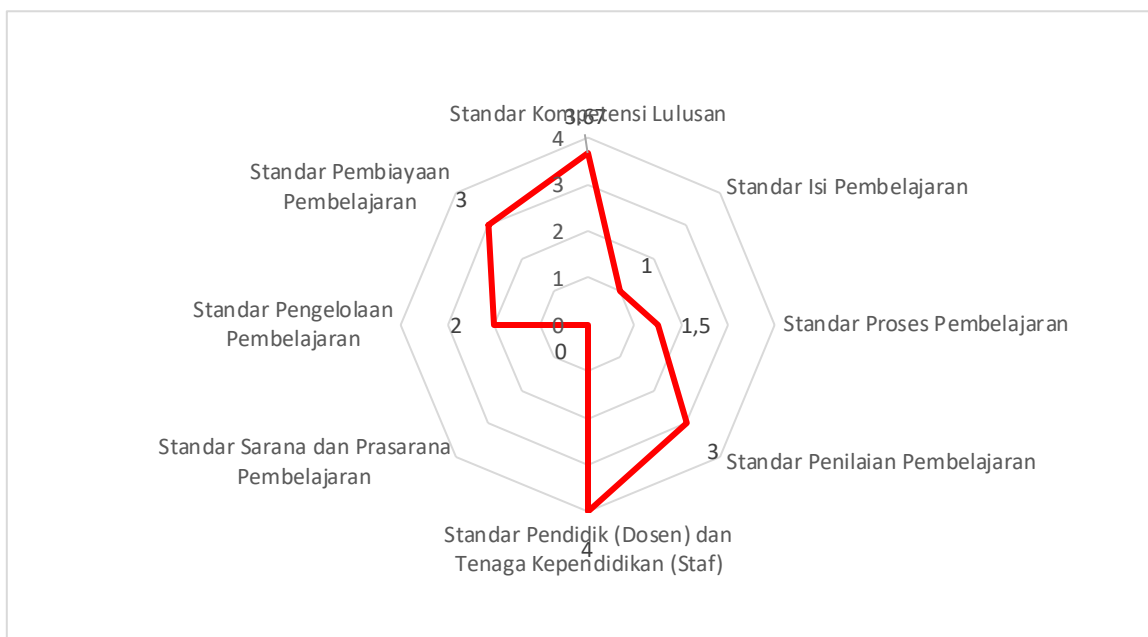 Standar Kompetensi Lulusan
3,67
4
Standar Pembiayaan
Pembelajaran
3
3
Standar Isi Pembelajaran
2
1
1
Standar Pengelolaan
Pembelajaran
2
0
1,5
Standar Proses Pembelajaran
0
Standar Sarana dan Prasarana
Pembelajaran
3
Standar Penilaian Pembelajaran
Standar Pendidik (Dosen) dan
4
Tenaga Kependidikan (Staf)